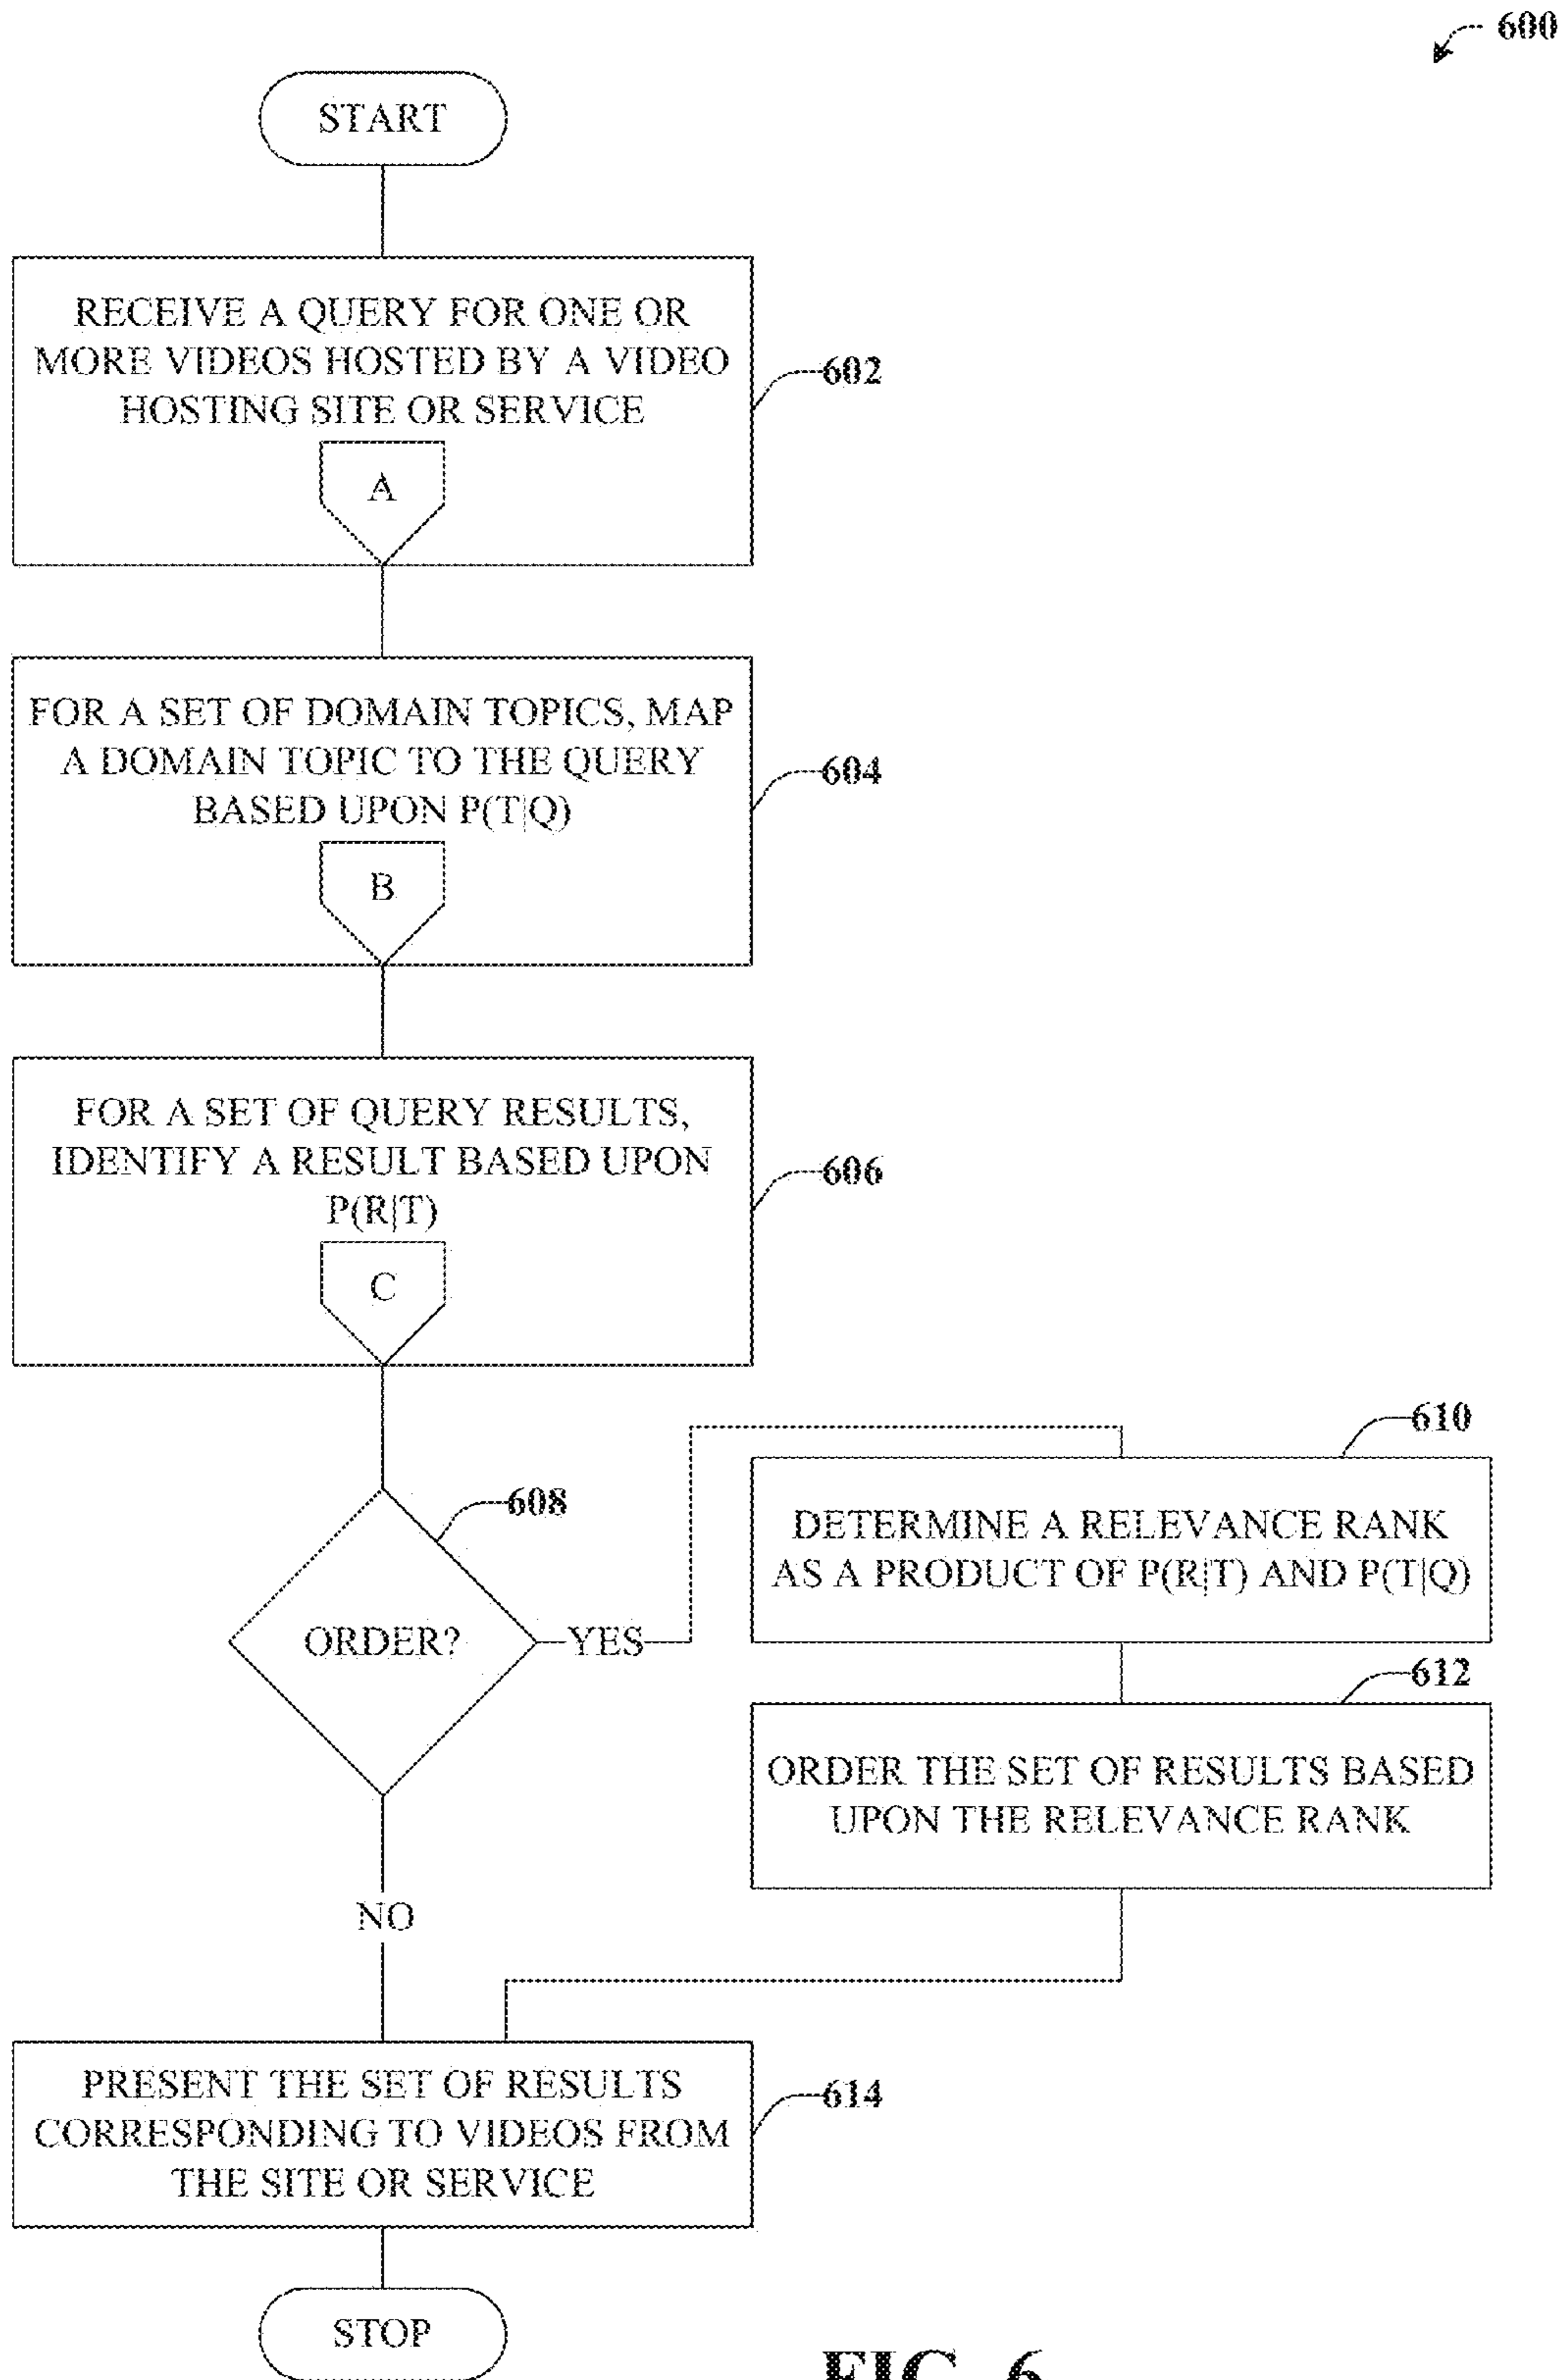 600
START
RECEIVE A QUERY FOR ONE OR
MORE VIDEOS HOSTED BY A VIDEO
HOSTING SITE OR SERVICE
602
A
FOR A SET OF DOMAIN TOPICS, MAP
A DOMAIN TOPIC TO THE QUERY
BASED UPON P(T|Q)
604
B
FOR A SET OF QUERY RESULTS,
IDENTIFY A RESULT BASED UPON
P(R|T)
606
C
608
ORDER?
YES
610
DETERMINE A RELEVANCE RANK
AS A PRODUCT OF P(R|T) AND P(T|Q)
612
ORDER THE SET OF RESULTS BASED
UPON THE RELEVANCE RANK
NO
PRESENT THE SET OF RESULTS
CORRESPONDING TO VIDEOS FROM
THE SITE OR SERVICE
614
STOP
FIG. 6